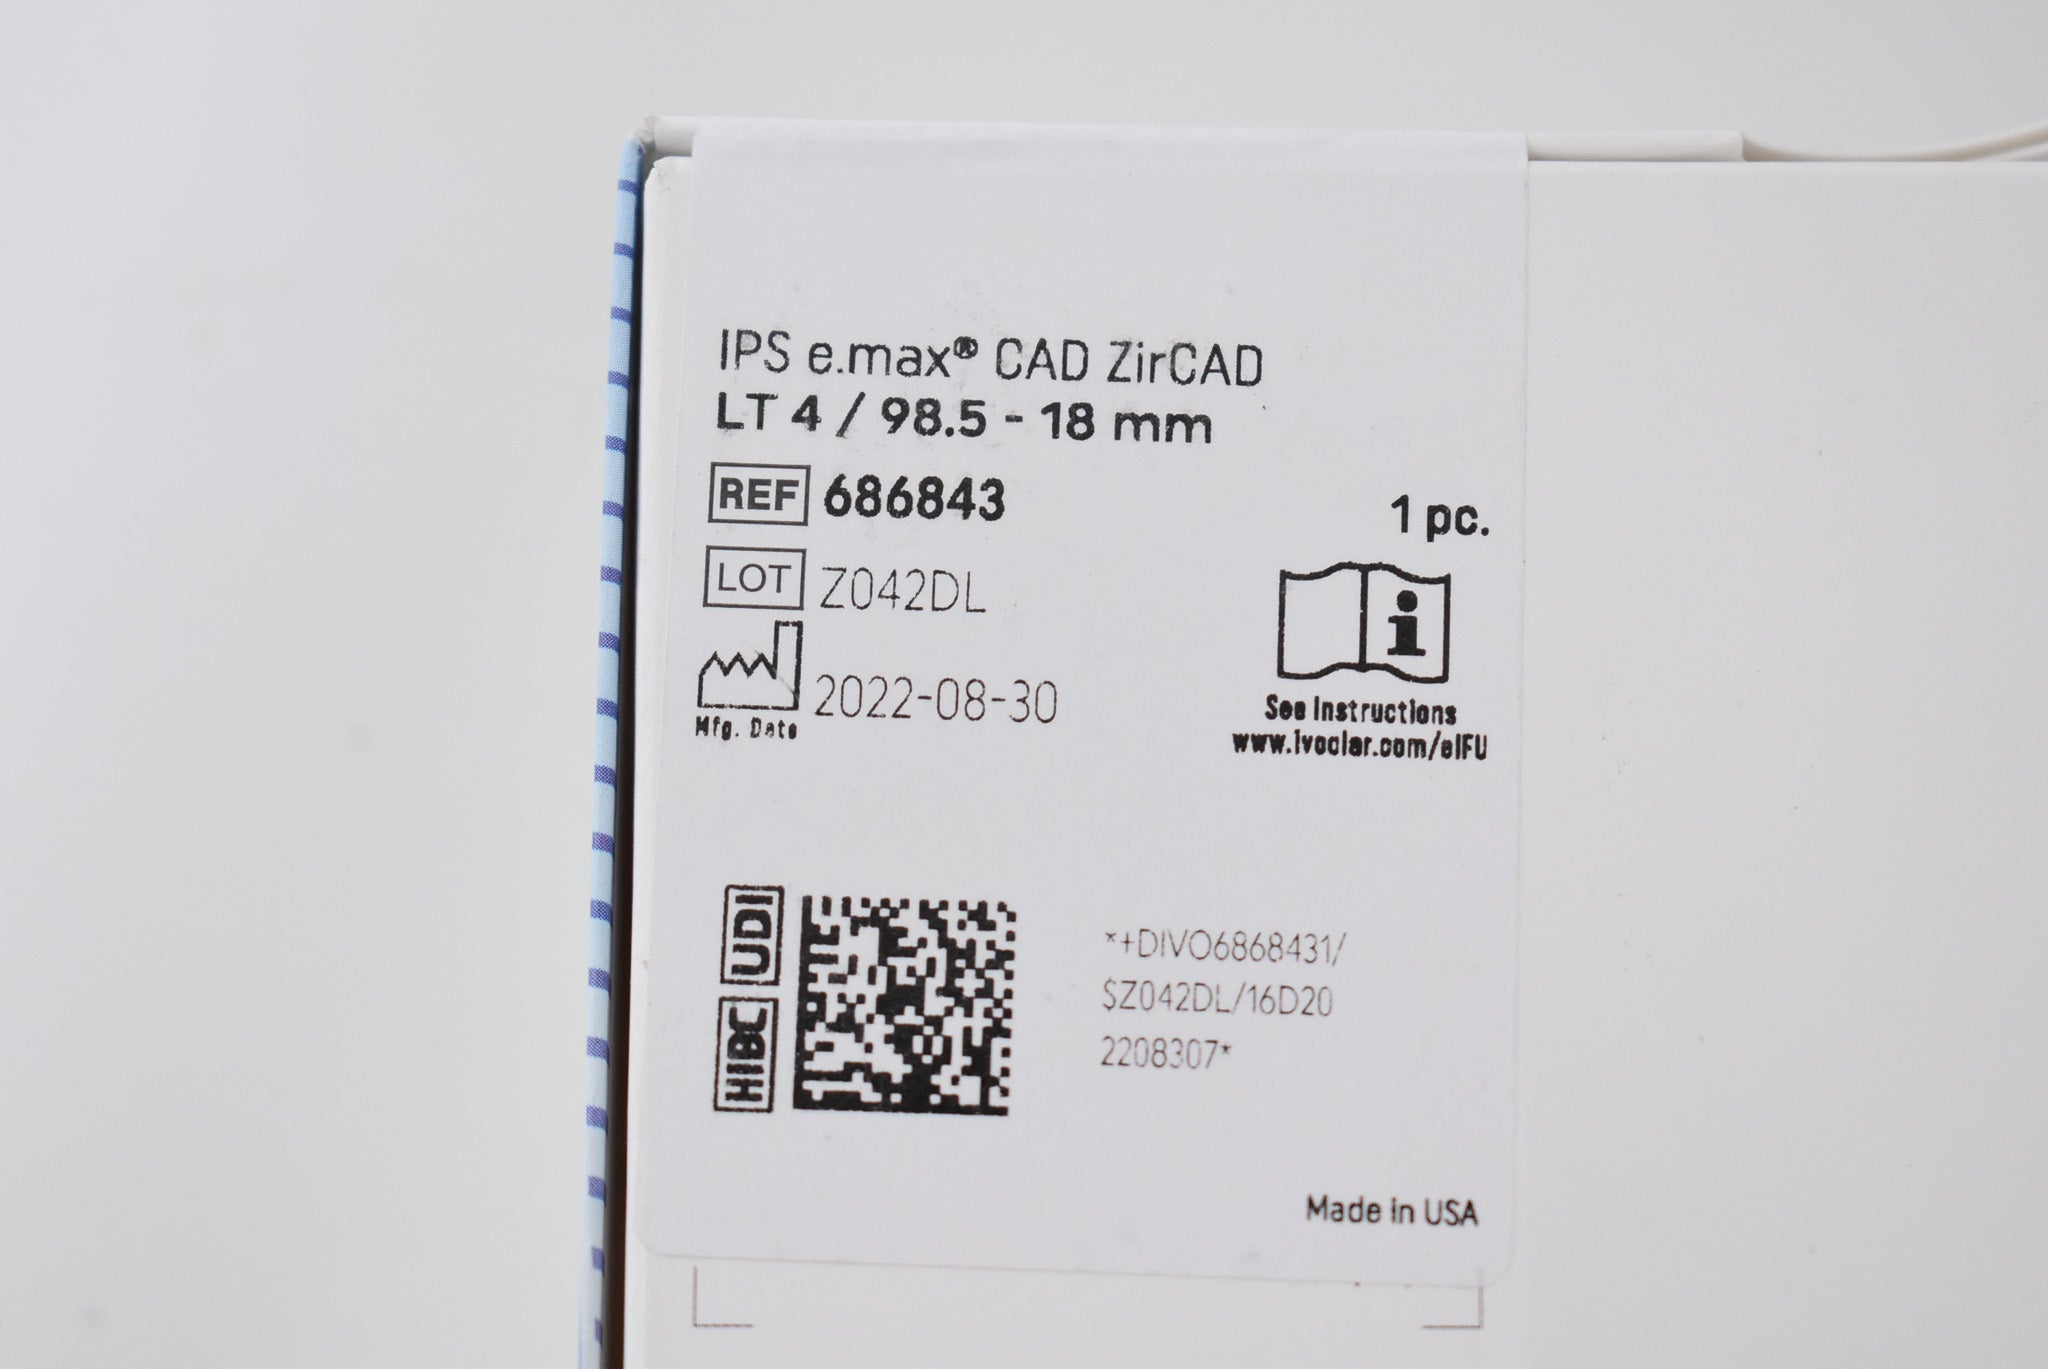 IPS e.max® CAD ZirCAD
LT 4 / 98.5 - 18 mm
REF 686843
1 pc.
LOT Z042DL
2022-08-30
Mfg. Date
See Instructions
www.ivoclar.com/eIFU
UDI
HIBC
*+DIVO6868431/
$Z042DL/16D20
2208307*
Made in USA